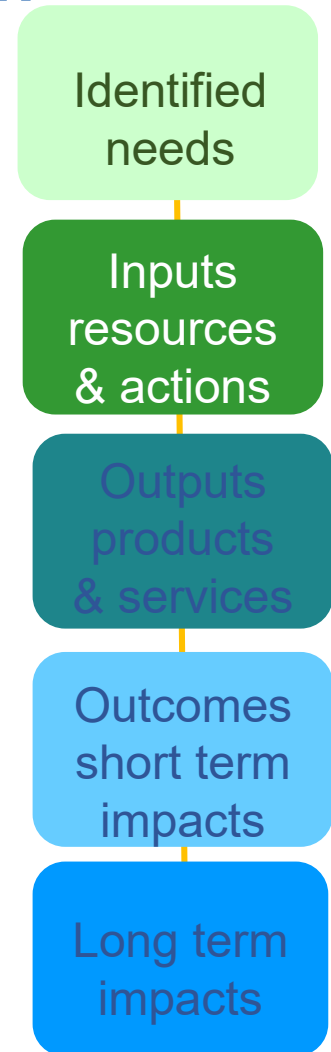 Identified
needs
Inputs
resources
& actions
Outputs
products
& services
Outcomes
short term
impacts
Long term
impacts